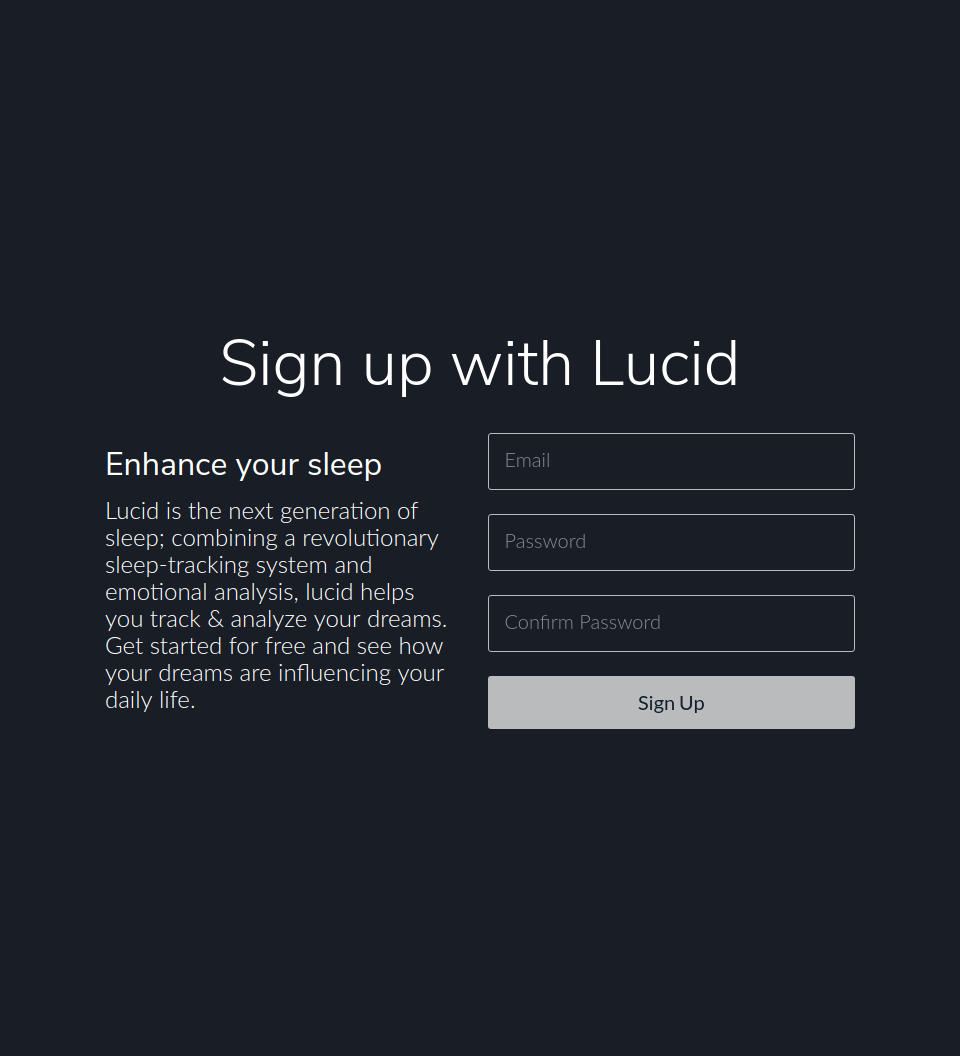 Sign up with Lucid
Enhance your sleep
Lucid is the next generation of
sleep; combining a revolutionary
sleep-tracking system and
emotional analysis, lucid helps
you track & analyze your dreams.
Get started for free and see how
your dreams are influencing your
daily life.
Email
Password
Confirm Password
Sign Up